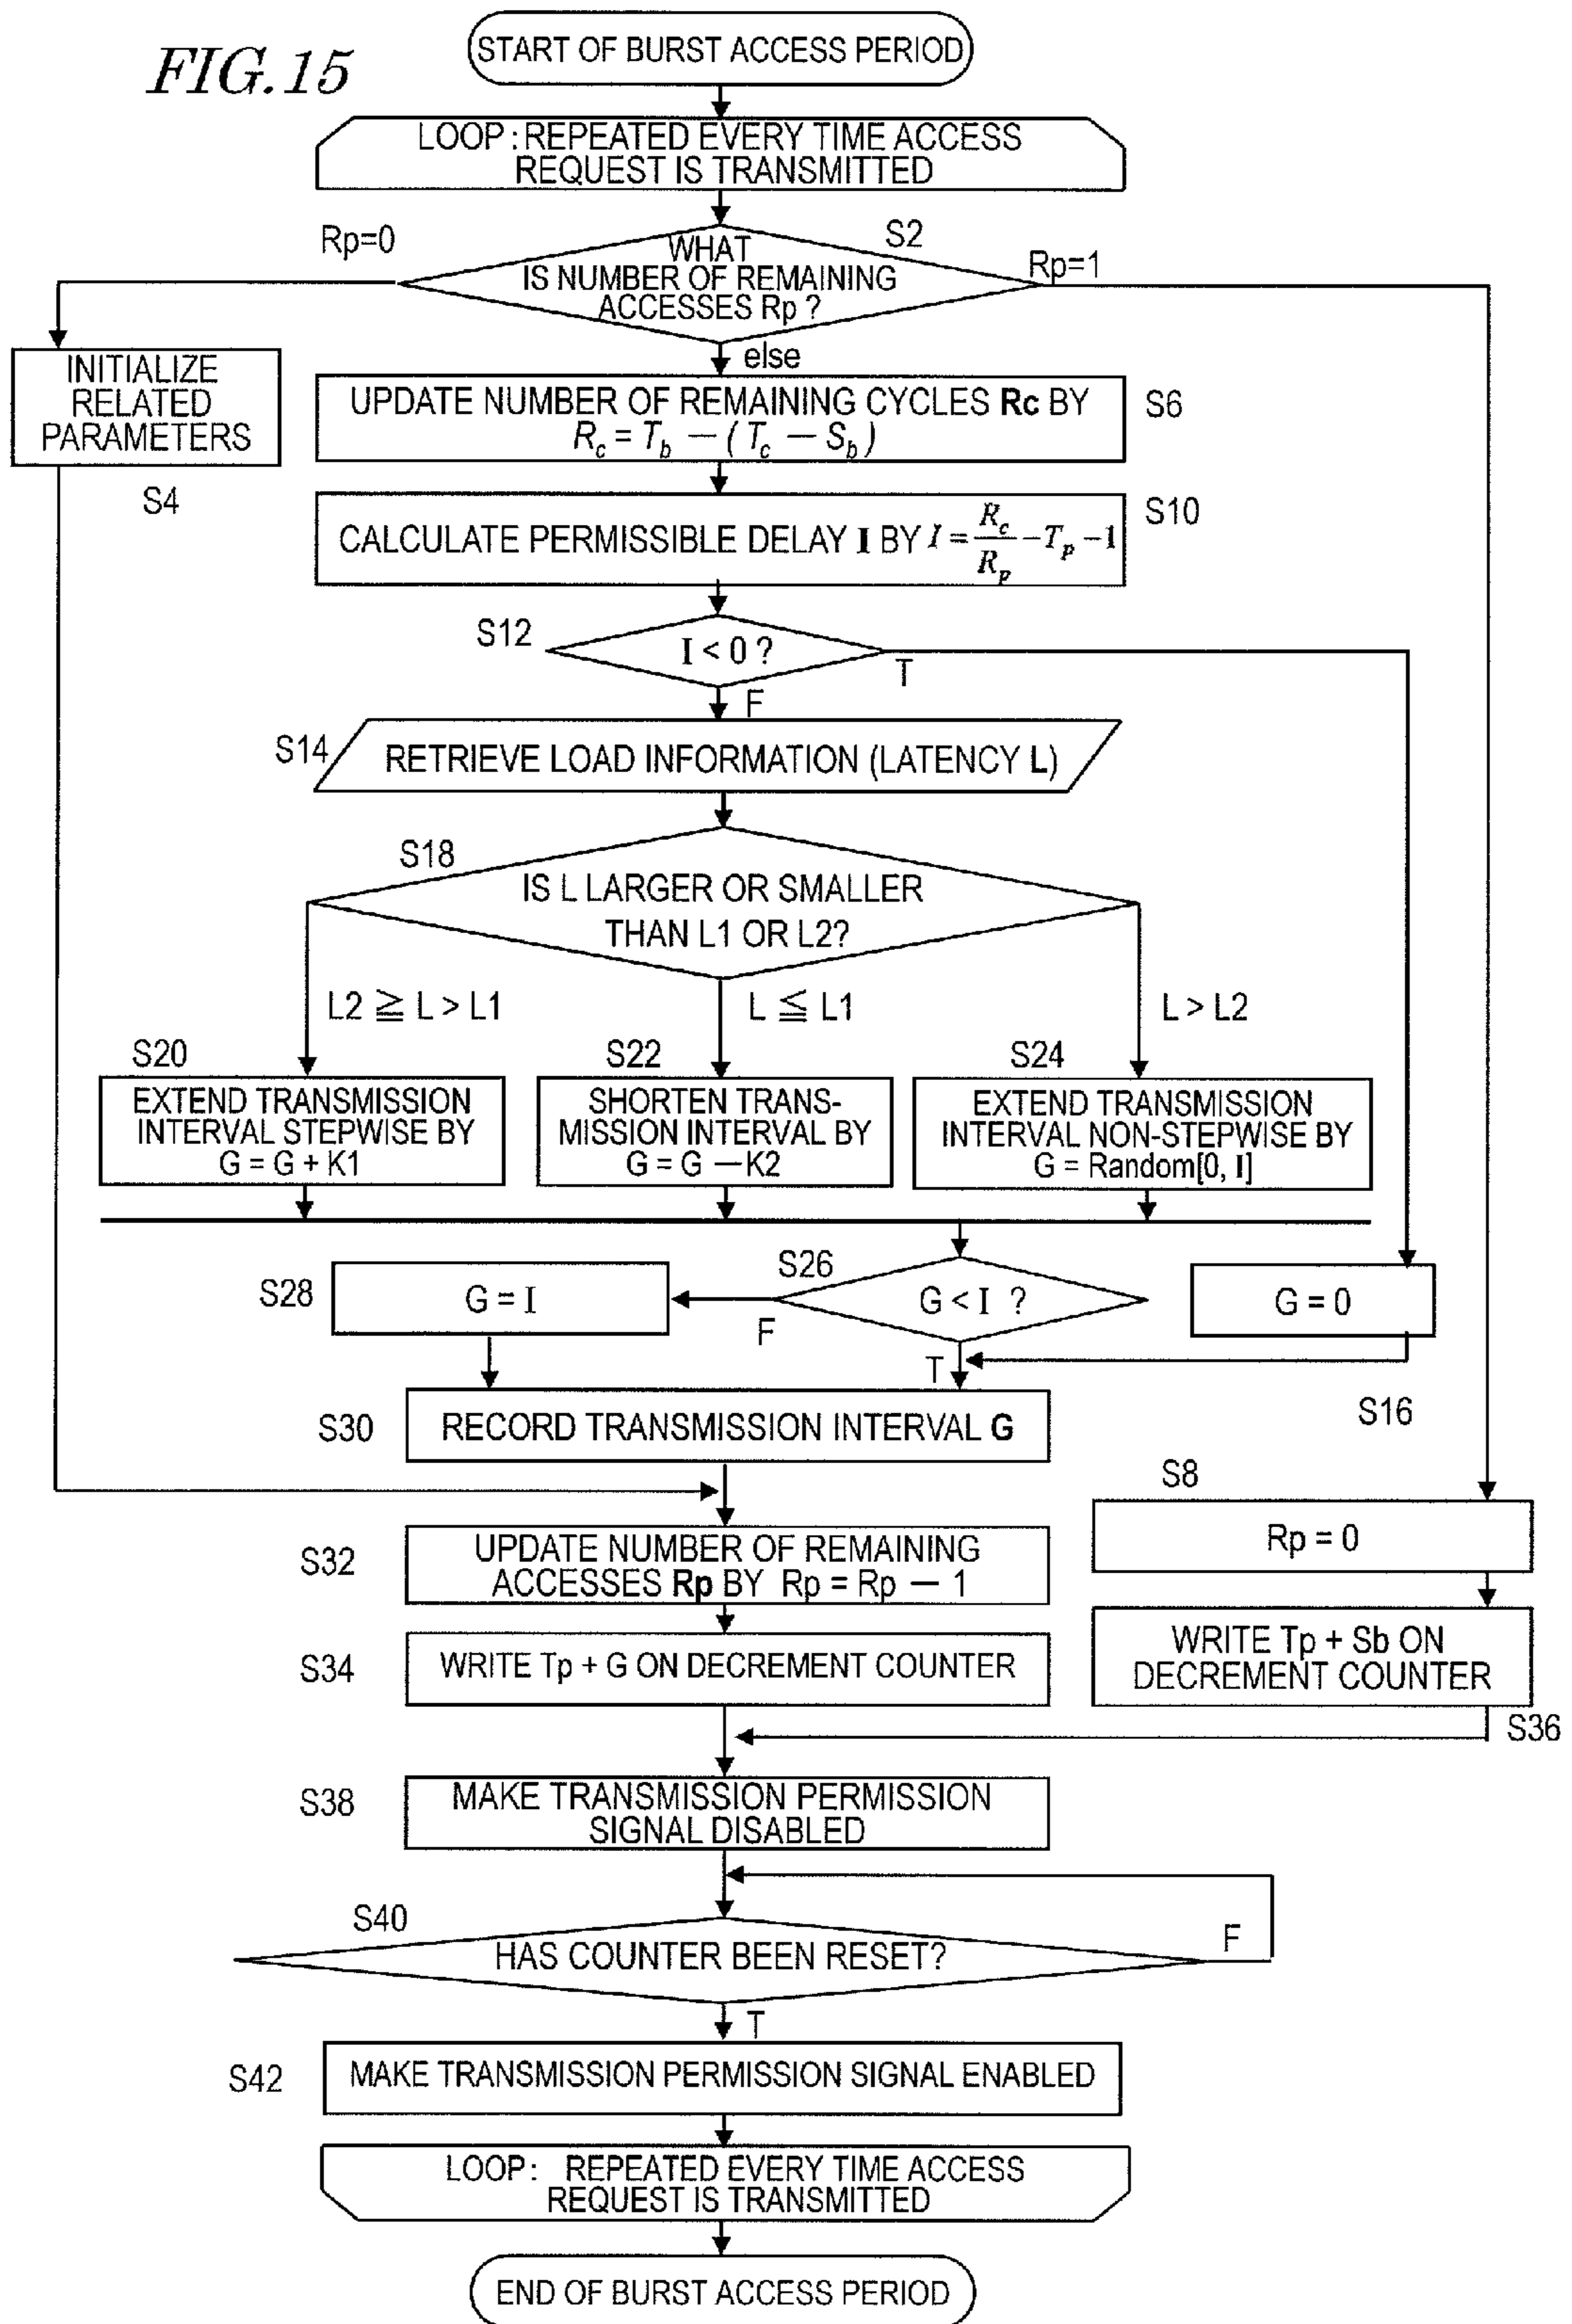 FIG.15
START OF BURST ACCESS PERIOD
LOOP : REPEATED EVERY TIME ACCESS
REQUEST IS TRANSMITTED
Rp=0
S2
WHAT
IS NUMBER OF REMAINING
ACCESSES Rp ?
Rp=1
else
INITIALIZE
RELATED
PARAMETERS
S4
UPDATE NUMBER OF REMAINING CYCLES Rc BY
R_c = T_b — ( T_c — S_b )
S6
CALCULATE PERMISSIBLE DELAY I BY I = R_c / R_p − T_p − 1
S10
S12
I < 0 ?
T
F
S14
RETRIEVE LOAD INFORMATION (LATENCY L)
S18
IS L LARGER OR SMALLER
THAN L1 OR L2?
L2 ≧ L > L1
L ≦ L1
L > L2
S20
EXTEND TRANSMISSION
INTERVAL STEPWISE BY
G = G + K1
S22
SHORTEN TRANS-
MISSION INTERVAL BY
G = G — K2
S24
EXTEND TRANSMISSION
INTERVAL NON-STEPWISE BY
G = Random[0, I]
S26
G < I ?
F
T
S28
G = I
G = 0
S16
S30
RECORD TRANSMISSION INTERVAL G
S8
Rp = 0
S32
UPDATE NUMBER OF REMAINING
ACCESSES Rp BY Rp = Rp — 1
S34
WRITE Tp + G ON DECREMENT COUNTER
WRITE Tp + Sb ON
DECREMENT COUNTER
S36
S38
MAKE TRANSMISSION PERMISSION
SIGNAL DISABLED
S40
HAS COUNTER BEEN RESET?
F
T
S42
MAKE TRANSMISSION PERMISSION SIGNAL ENABLED
LOOP : REPEATED EVERY TIME ACCESS
REQUEST IS TRANSMITTED
END OF BURST ACCESS PERIOD